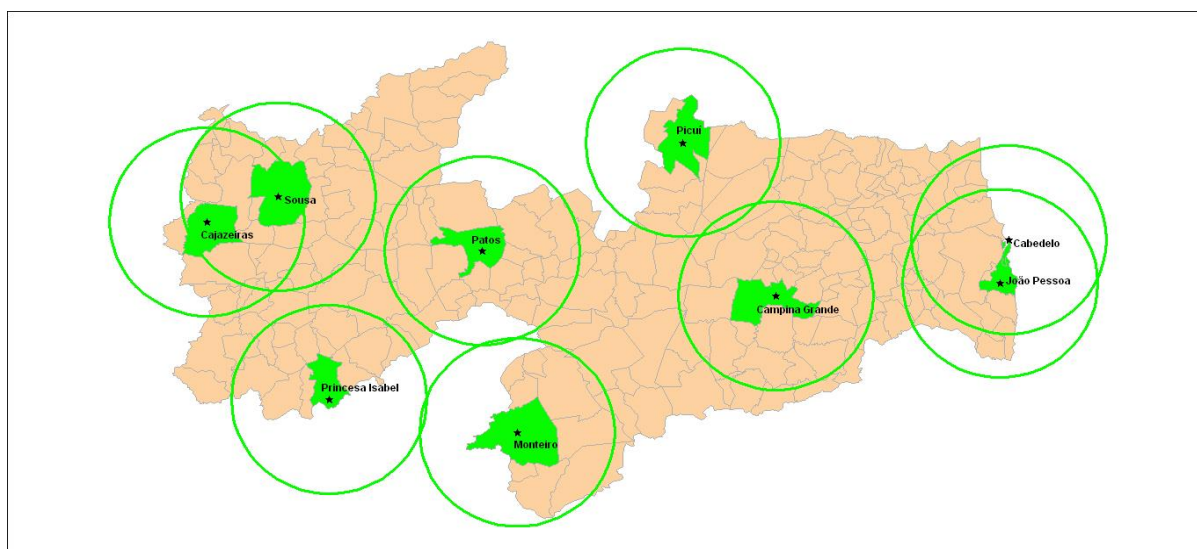 Picuí
Sousa
Cajazeiras
Patos
Cabedelo
João Pessoa
Campina Grande
Princesa Isabel
Monteiro